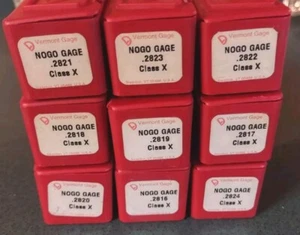 Vermont Gage
NOGO GAGE
.2821
Class X
Vermont Gage
NOGO GAGE
.2823
Class X
Vermont Gage
NOGO GAGE
.2822
Class X
Vermont Gage
NOGO GAGE
.2818
Class X
Vermont Gage
NOGO GAGE
.2819
Class X
Vermont Gage
NOGO GAGE
.2817
Class X
Vermont Gage
NOGO GAGE
.2820
Class X
Vermont Gage
NOGO GAGE
.2816
Class X
Vermont Gage
NOGO GAGE
.2824
Class X